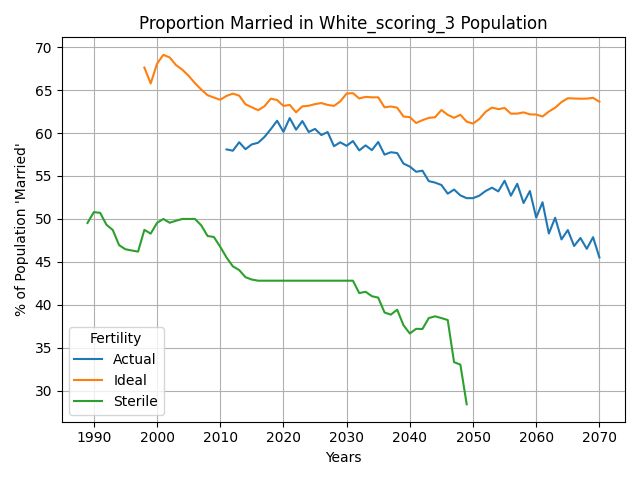 Proportion Married in White_scoring_3 Population
% of Population 'Married'
70
65
60
55
50
45
40
35
30
Fertility
Actual
Ideal
Sterile
1990 2000 2010 2020 2030 2040 2050 2060 2070
Years